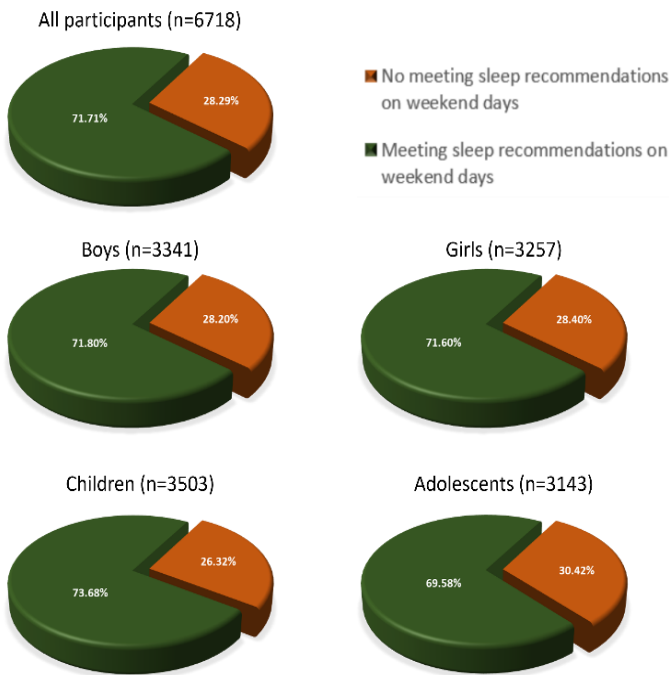 All participants (n=6718)
71.71%
28.29%
No meeting sleep recommendations
on weekend days
Meeting sleep recommendations on
weekend days
Boys (n=3341)
71.80%
28.20%
Girls (n=3257)
71.60%
28.40%
Children (n=3503)
73.68%
26.32%
Adolescents (n=3143)
69.58%
30.42%